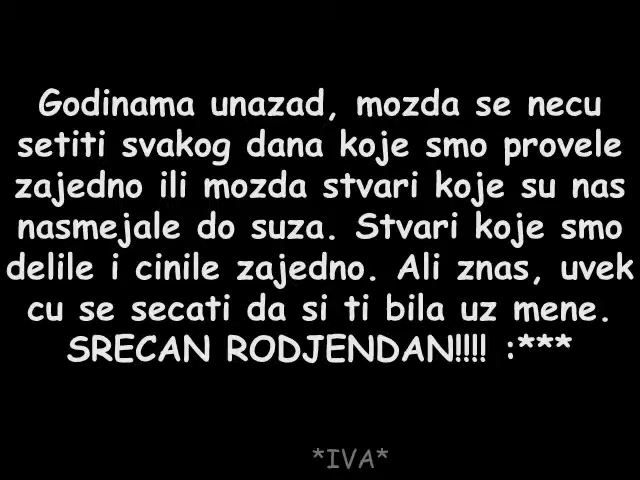 Godinama unazad, mozda se necu
setiti svakog dana koje smo provele
zajedno ili mozda stvari koje su nas
nasmejale do suza. Stvari koje smo
delile i cinile zajedno. Ali znas, uvek
cu se secati da si ti bila uz mene.
SRECAN RODJENDAN!!!! :***
*IVA*